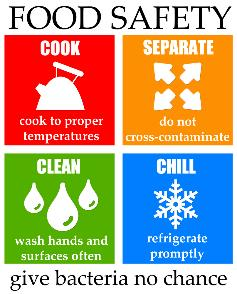 FOOD SAFETY
COOK
cook to proper
temperatures
SEPARATE
do not
cross-contaminate
CLEAN
wash hands and
surfaces often
CHILL
refrigerate
promptly
give bacteria no chance